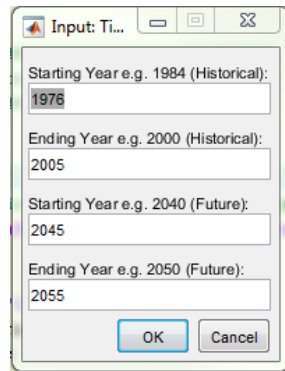 Input: Ti...
Starting Year e.g. 1984 (Historical):
1976
Ending Year e.g. 2000 (Historical):
2005
Starting Year e.g. 2040 (Future):
2045
Ending Year e.g. 2050 (Future):
2055
OK Cancel